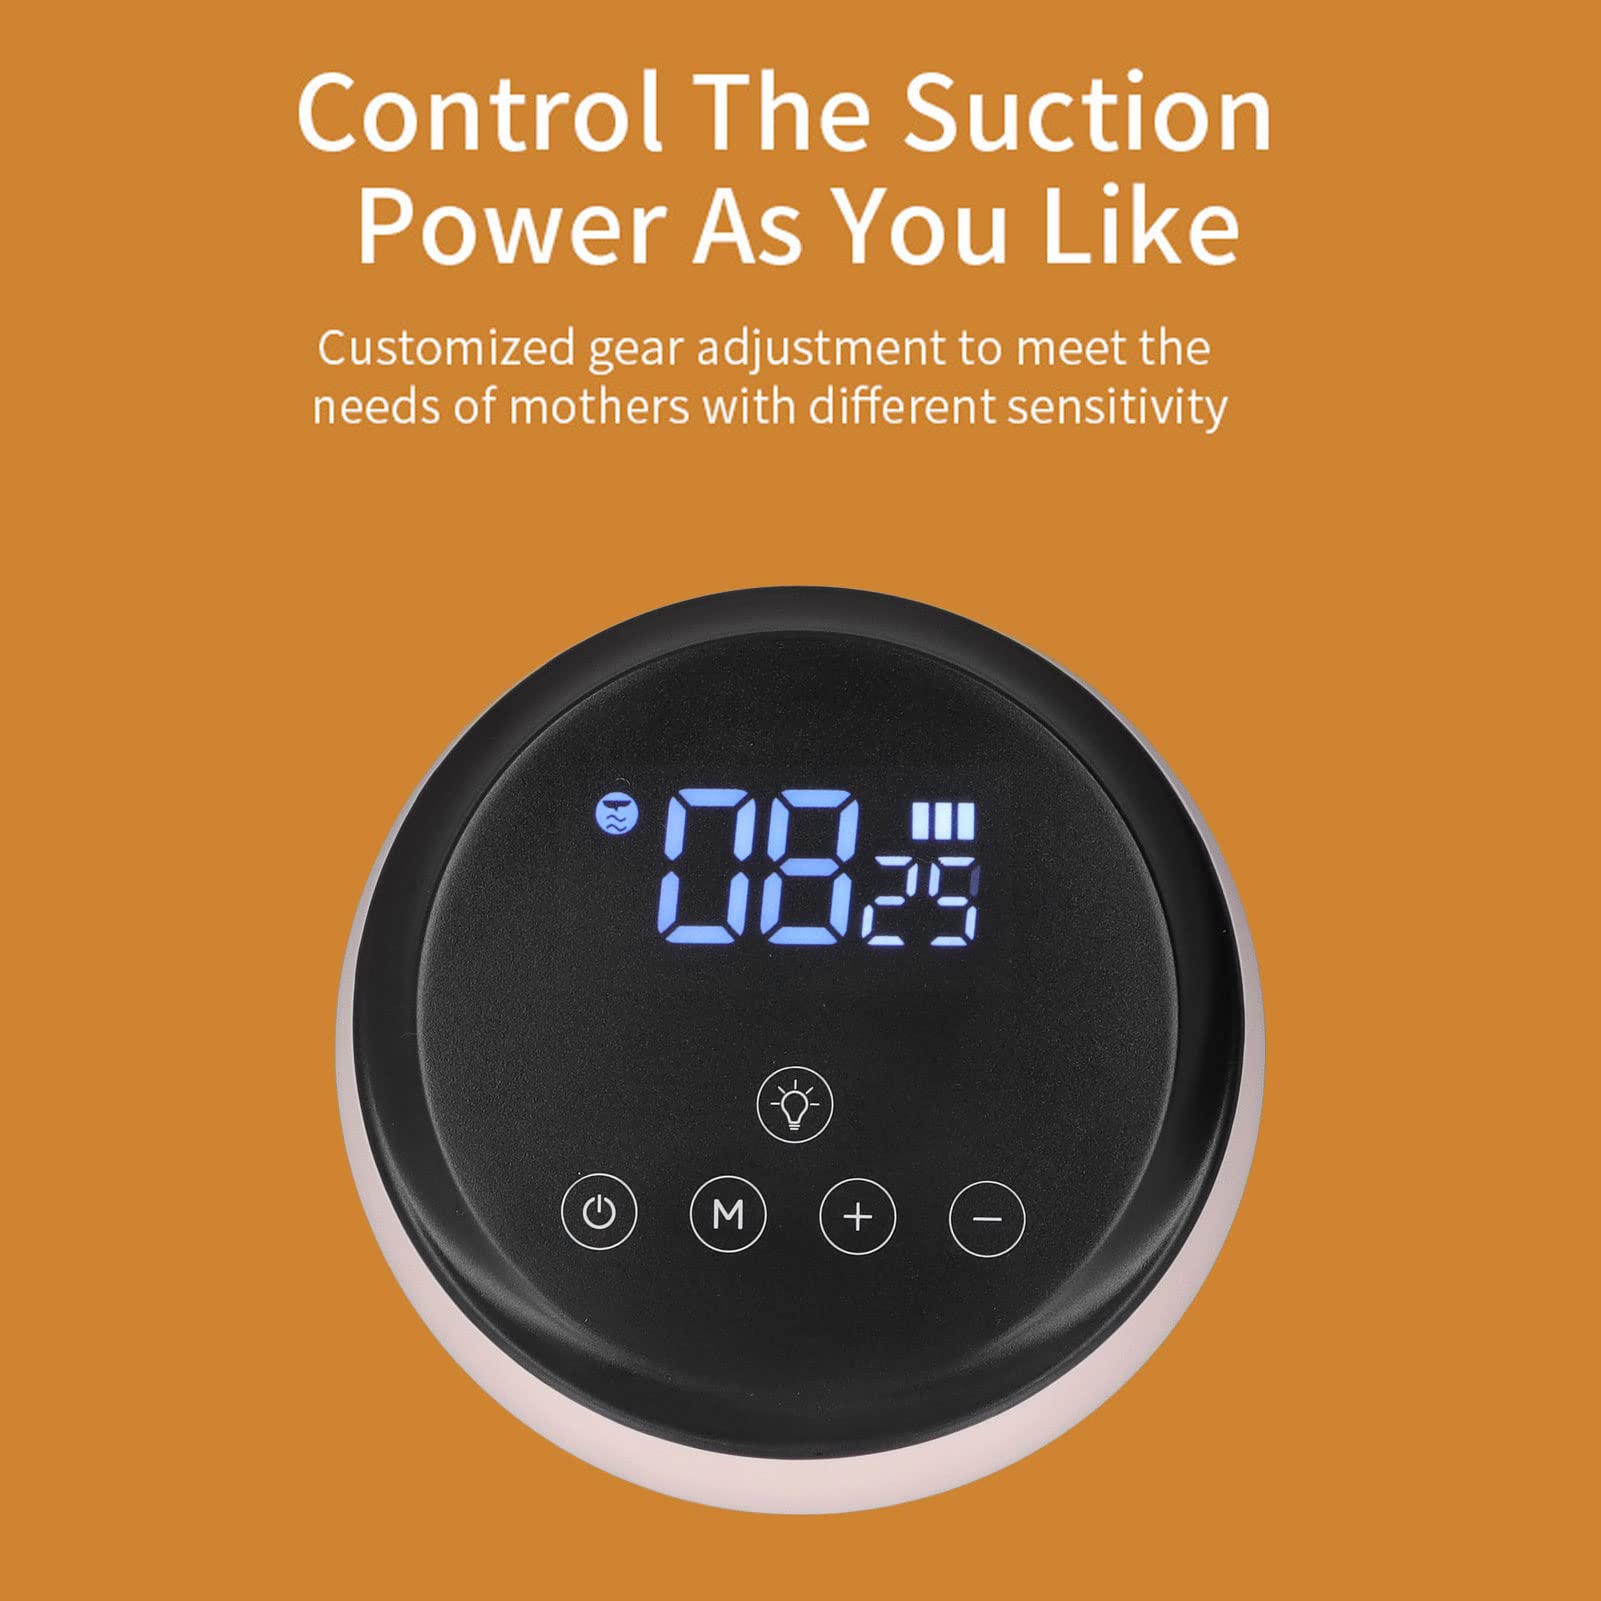 Control The Suction
Power As You Like
Customized gear adjustment to meet the
needs of mothers with different sensitivity
08
25
M